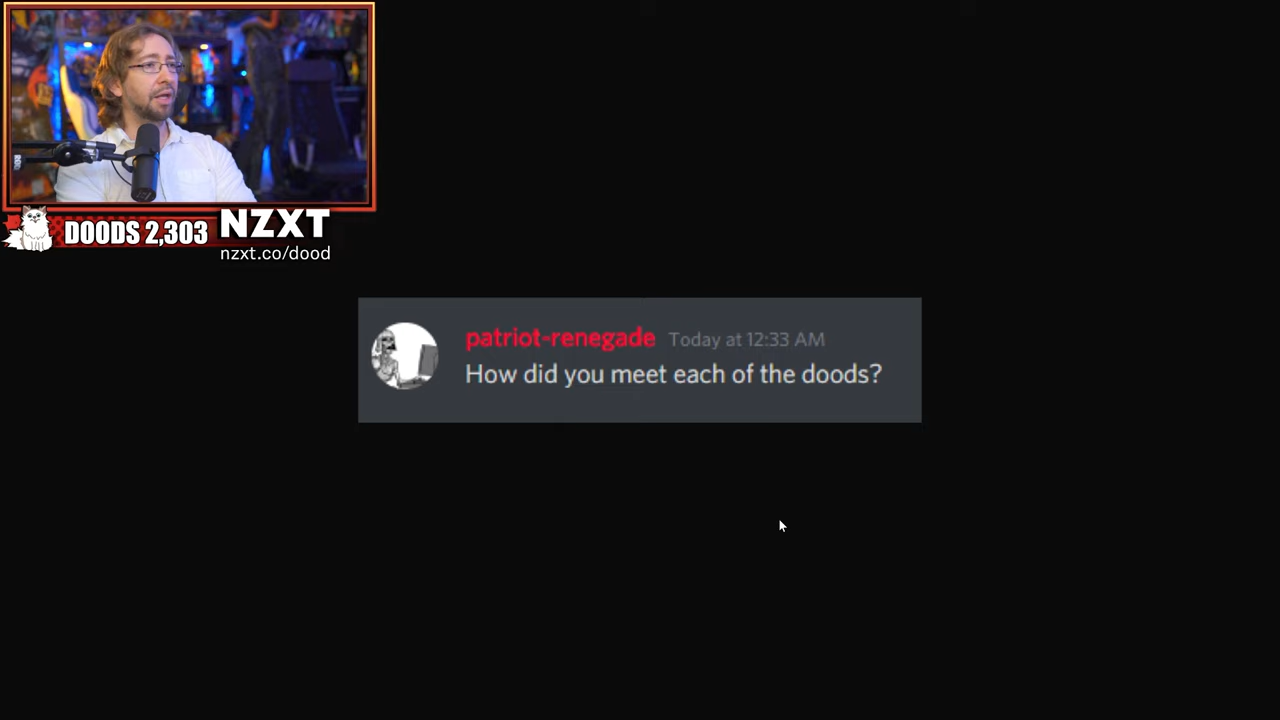 DOODS 2,303
NZXT
nzxt.co/dood
patriot-renegade Today at 12:33 AM
How did you meet each of the doods?